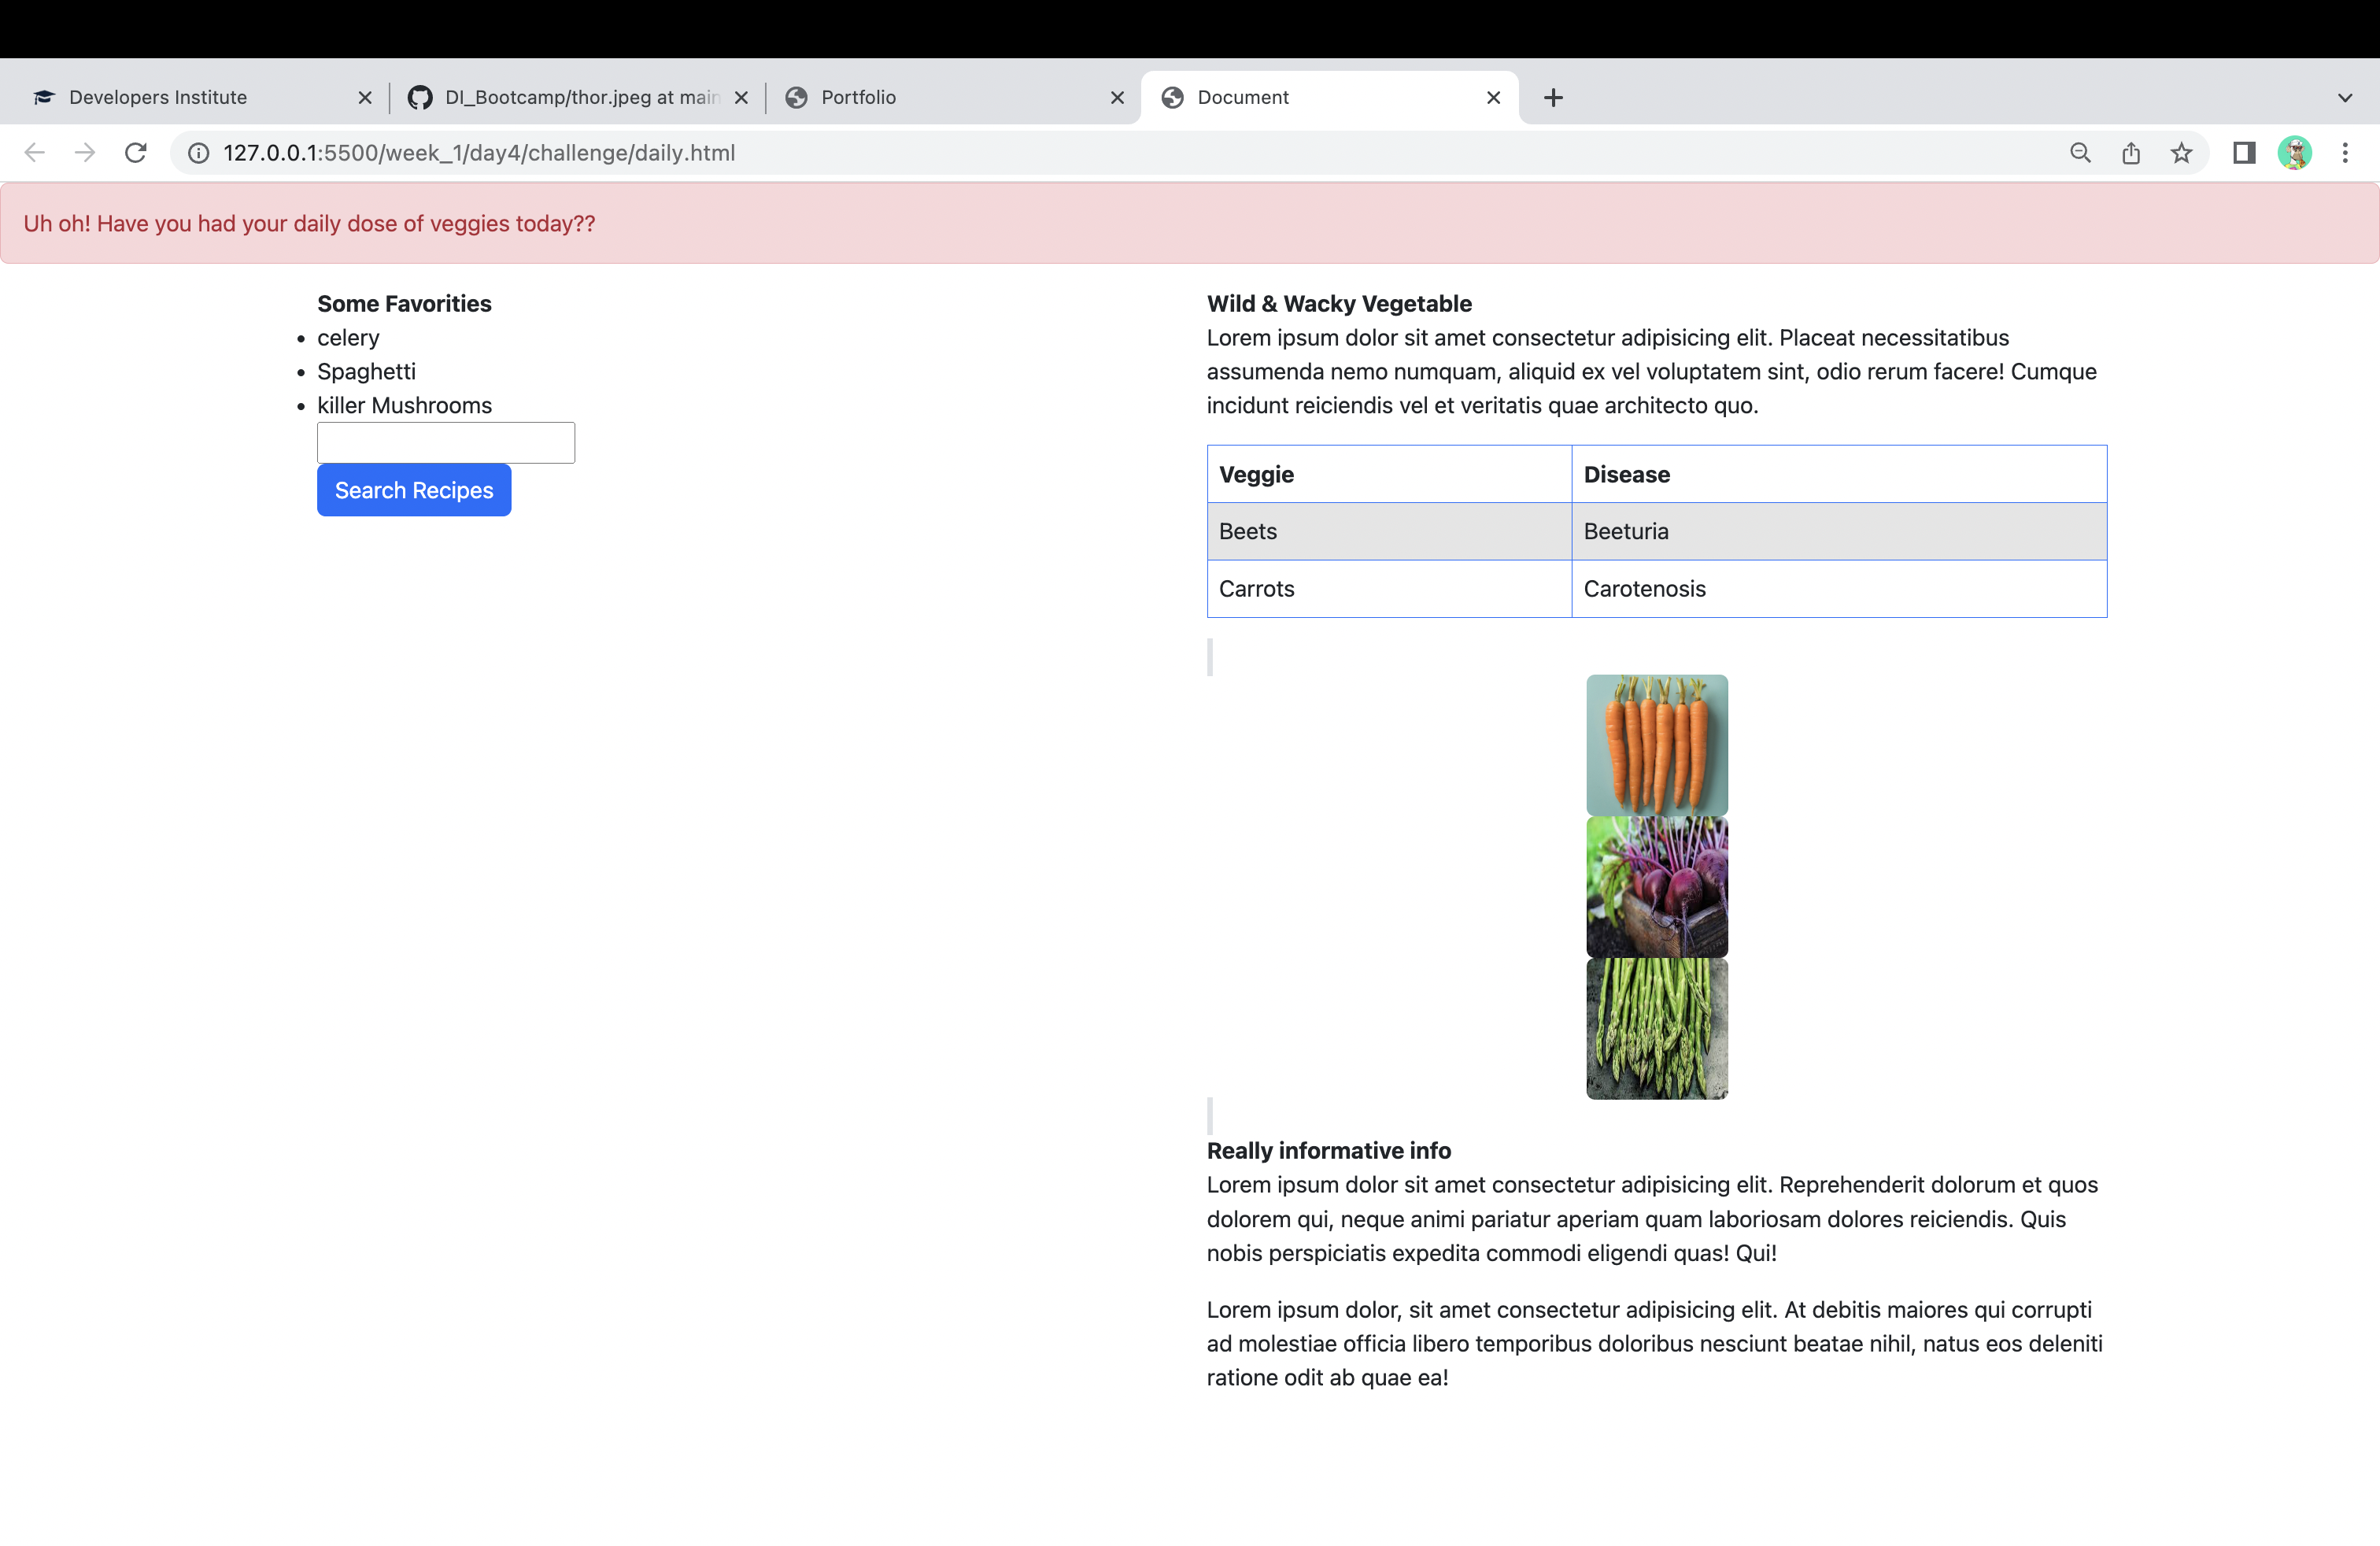 Developers Institute
DI_Bootcamp/thor.jpeg at main
Portfolio
Document
127.0.0.1:5500/week_1/day4/challenge/daily.html
Uh oh! Have you had your daily dose of veggies today??
Some Favorites
celery
Spaghetti
killer Mushrooms
Search Recipes
Wild & Wacky Vegetable
Lorem ipsum dolor sit amet consectetur adipisicing elit. Placeat necessitatibus
assumenda nemo numquam, aliquid ex vel voluptatem sint, odio rerum facere! Cumque
incidunt reiciendis vel et veritatis quae architecto quo.
Veggie Disease
Beets Beeturia
Carrots Carotenosis
Really informative info
Lorem ipsum dolor sit amet consectetur adipisicing elit. Reprehenderit dolorum et quos
dolorem qui, neque animi pariatur aperiam quam laboriosam dolores reiciendis. Quis
nobis perspiciatis expedita commodi eligendi quas! Qui!
Lorem ipsum dolor, sit amet consectetur adipisicing elit. At debitis maiores qui corrupti
ad molestiae officia libero temporibus doloribus nesciunt beatae nihil, natus eos deleniti
ratione odit ab quae ea!